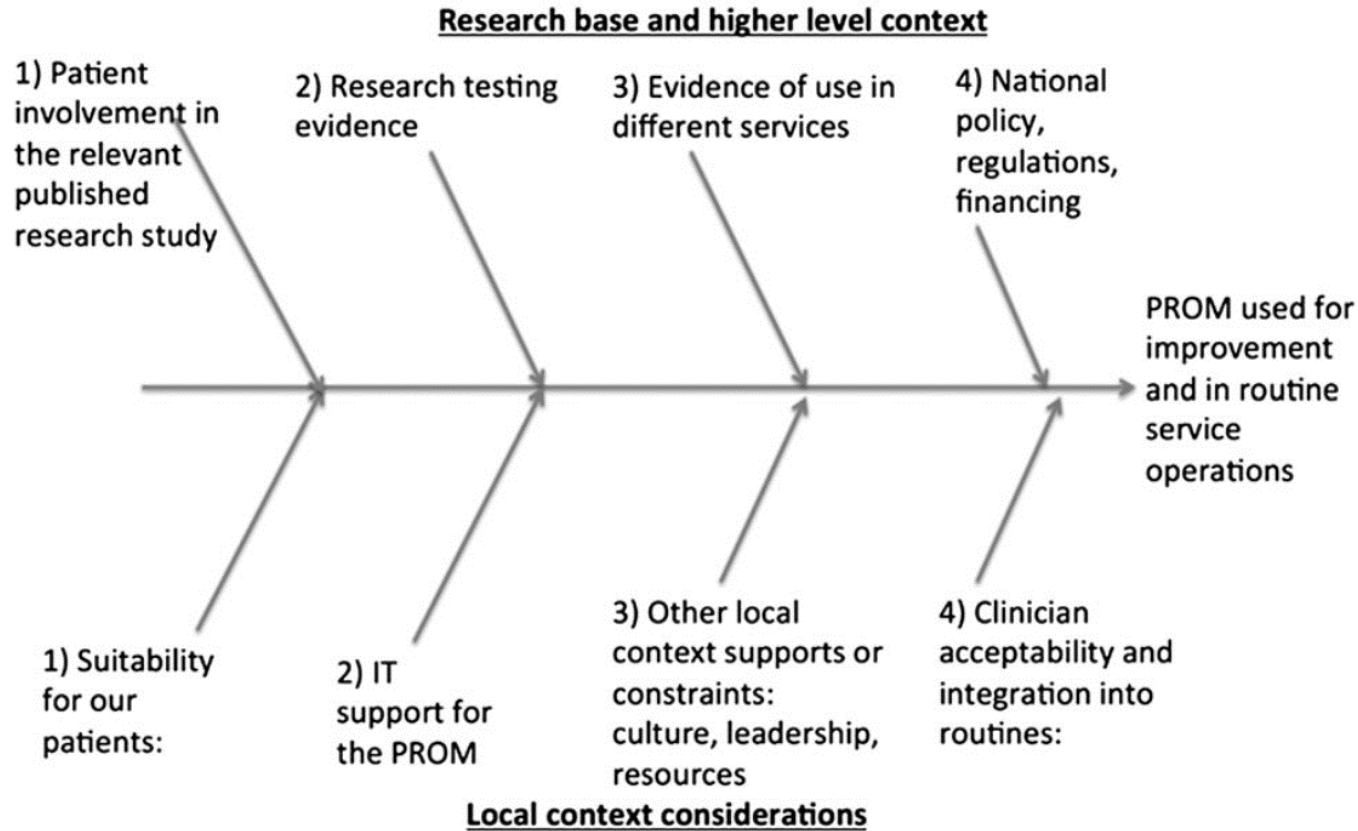 Research base and higher level context
1) Patient
involvement in
the relevant
published
research study
2) Research testing
evidence
3) Evidence of use in
different services
4) National
policy,
regulations,
financing
PROM used for
improvement
and in routine
service
operations
1) Suitability
for our
patients:
2) IT
support for
the PROM
3) Other local
context supports or
constraints:
culture, leadership,
resources
4) Clinician
acceptability and
integration into
routines:
Local context considerations